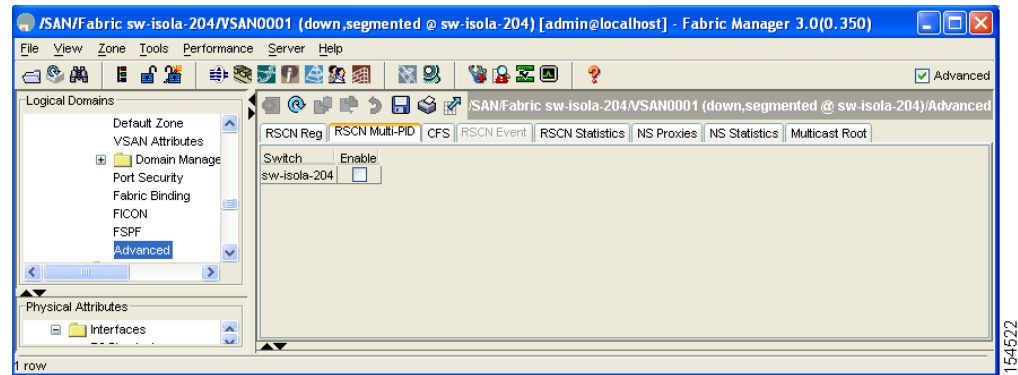 /SAN/Fabric sw-isola-204/VSAN0001 (down,segmented @ sw-isola-204) [admin@localhost] - Fabric Manager 3.0(0.350)
File View Zone Tools Performance Server Help
Advanced
Logical Domains
/SAN/Fabric sw-isola-204/VSAN0001 (down,segmented @ sw-isola-204)/Advanced
Default Zone
VSAN Attributes
Domain Manage
Port Security
Fabric Binding
FICON
FSPF
Advanced
RSCN Reg RSCN Multi-PID CFS RSCN Event RSCN Statistics NS Proxies NS Statistics Multicast Root
Switch Enable
sw-isola-204
Physical Attributes
Interfaces
1 row
154522